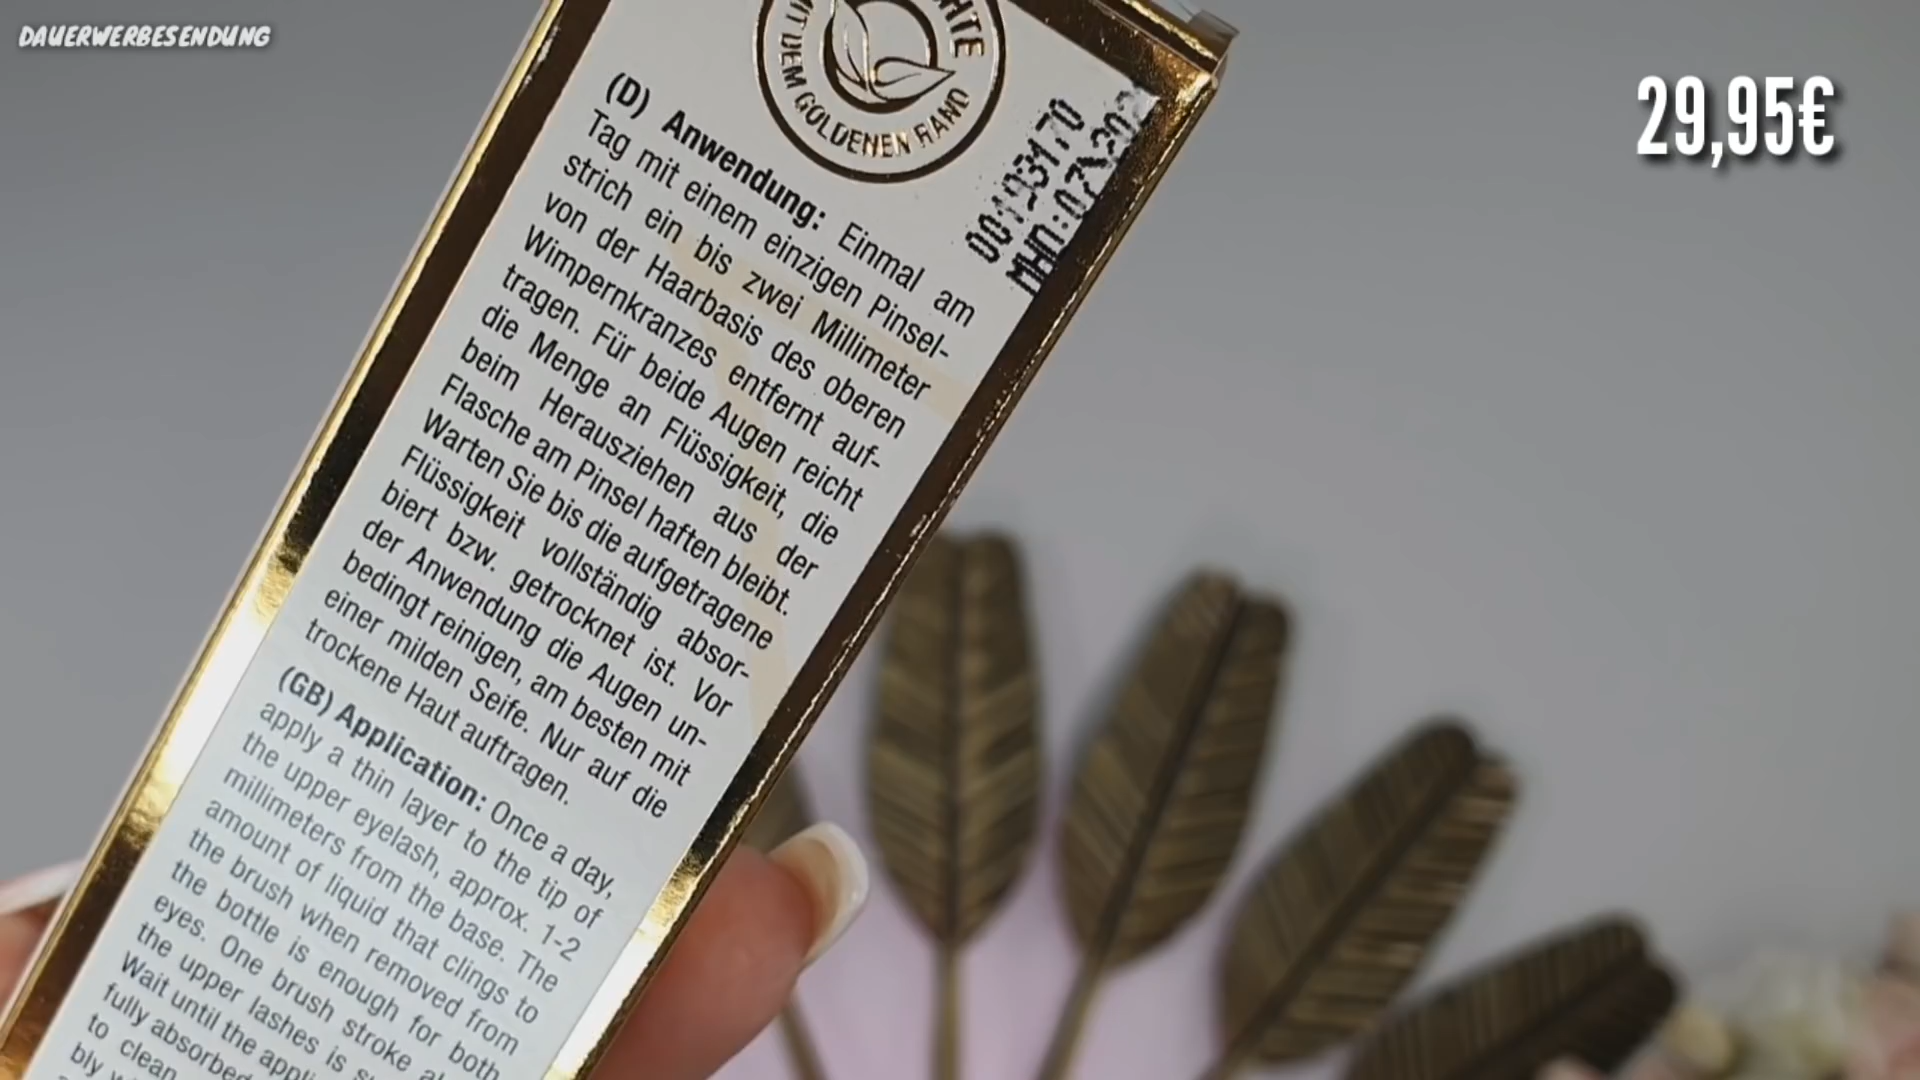 DAUERWERBESENDUNG
29,95€
MIT DEM GOLDENEN RAND
00193170
(D) Anwendung: Einmal am
Tag mit einem einzigen Pinsel-
strich ein bis zwei Millimeter
von der Haarbasis des oberen
Wimpernkranzes entfernt auf-
tragen. Für beide Augen reicht
die Menge an Flüssigkeit, die
beim Herausziehen aus der
Flasche am Pinsel haften bleibt.
Warten Sie bis die aufgetragene
Flüssigkeit vollständig absor-
biert bzw. getrocknet ist. Vor
der Anwendung die Augen un-
bedingt reinigen, am besten mit
einer milden Seife. Nur auf die
trockene Haut auftragen.
(GB) Application: Once a day,
apply a thin layer to the tip of
the upper eyelash, approx. 1-2
millimeters from the base. The
amount of liquid that clings to
the brush when removed from
the bottle is enough for both
eyes. One brush stroke
the upper lashes is
Wait until the
fully absorbed
to clean